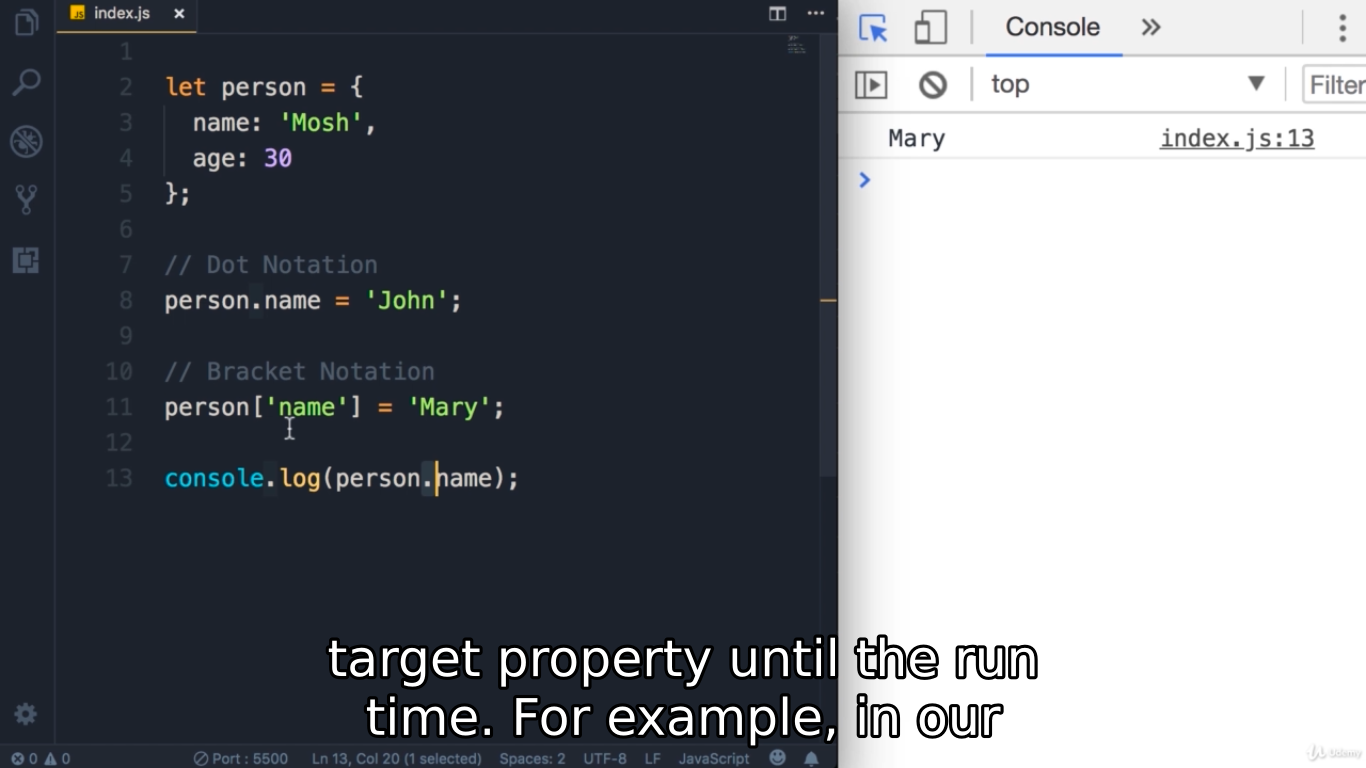 index.js
1
2 let person = {
3 name: 'Mosh',
4 age: 30
5 };
6
7 // Dot Notation
8 person.name = 'John';
9
10 // Bracket Notation
11 person['name'] = 'Mary';
12
13 console.log(person.name);
Console
top
Filter
Mary index.js:13
target property until the run
time. For example, in our
0 0 Port : 5500 Ln 13, Col 20 (1 selected) Spaces: 2 UTF-8 LF JavaScript
Udemy